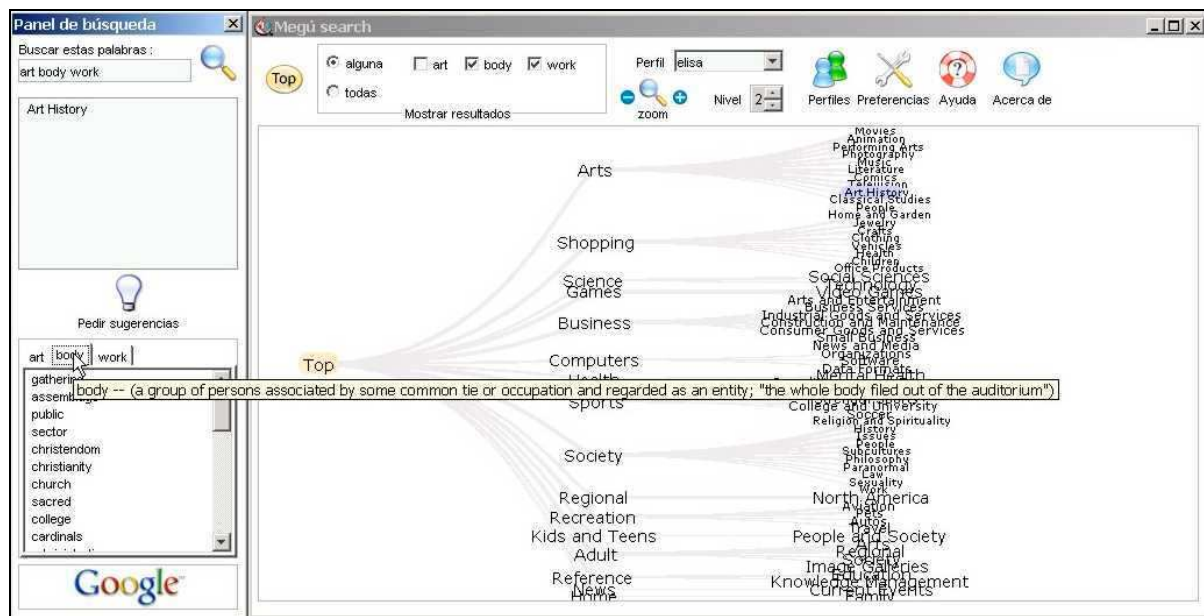 Panel de búsqueda
Buscar estas palabras :
art body work
Art History
Pedir sugerencias
art body work
public
sector
christendom
christianity
church
sacred
college
cardinals
Google
Megú search
Top
alguna art body work
todas
Mostrar resultados
Perfil elisa
zoom
Nivel 2
Perfiles Preferencias Ayuda Acerca de
body -- (a group of persons associated by some common tie or occupation and regarded as an entity; "the whole body filed out of the auditorium")
Top
Arts
Shopping
Science
Games
Business
Computers
Sports
Society
Regional
Recreation
Kids and Teens
Adult
Reference
News
Home
Movies
Animation
Performing Arts
Photography
Music
Literature
Comics
Television
Art History
Classical Studies
People
Home and Garden
Jewelry
Crafts
Clothing
Vehicles
Health
Children
Office Products
Social Sciences
Technology
Video Games
Arts and Entertainment
Business Services
Industrial Goods and Services
Construction and Maintenance
Consumer Goods and Services
Small Business
News and Media
Organizations
Software
Data Formats
Mental Health
College and University
Soccer
Religion and Spirituality
History
Issues
People
Subcultures
Philosophy
Paranormal
Law
Sexuality
Work
North America
Aviation
Pets
Autos
Travel
People and Society
Arts
Regional
Society
Image Galleries
Education
Knowledge Management
Current Events
Family